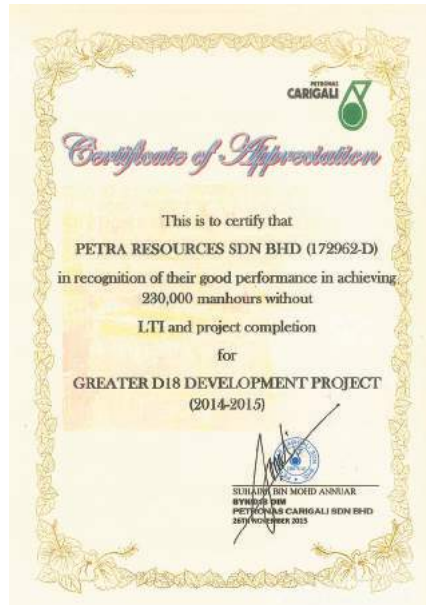 PETRONAS
CARIGALI
Certificate of Appreciation
This is to certify that
PETRA RESOURCES SDN BHD (172962-D)
in recognition of their good performance in achieving
230,000 manhours without
LTI and project completion
for
GREATER D18 DEVELOPMENT PROJECT
(2014-2015)
BIN MOHD ANNUAR
PETRONAS CARIGALI SDN BHD
26TH NOVEMBER 2015